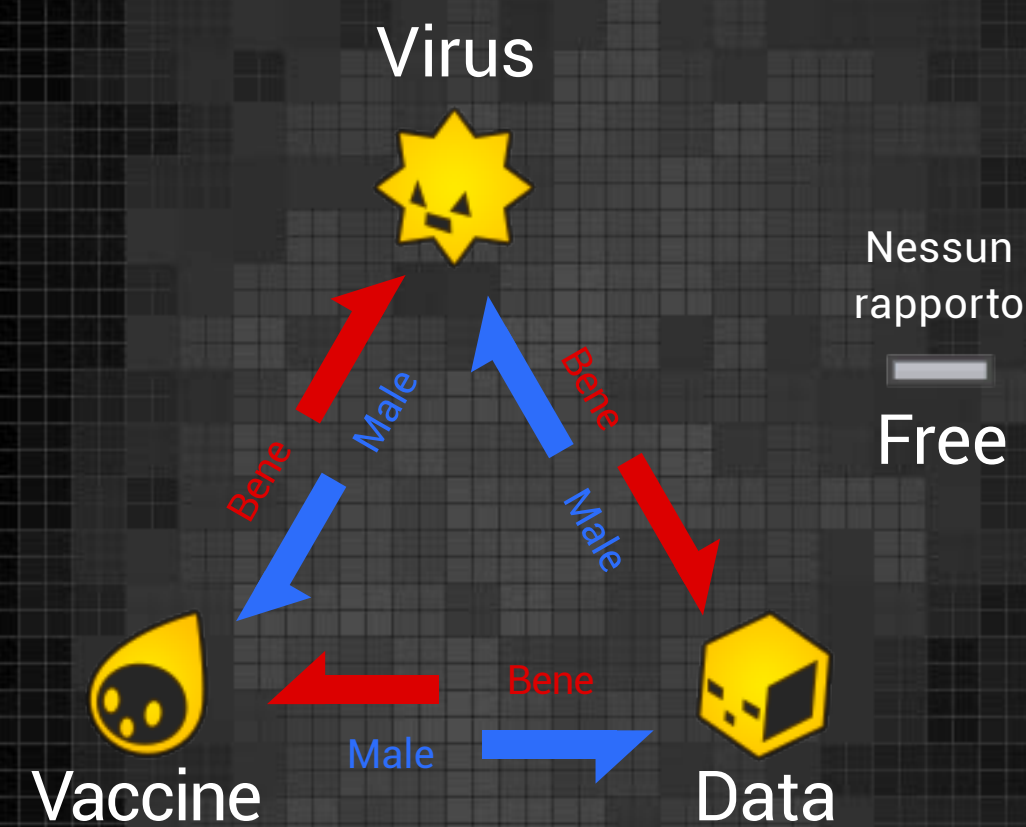 Virus
Nessun
rapporto
Free
Bene
Male
Bene
Male
Bene
Male
Vaccine
Data